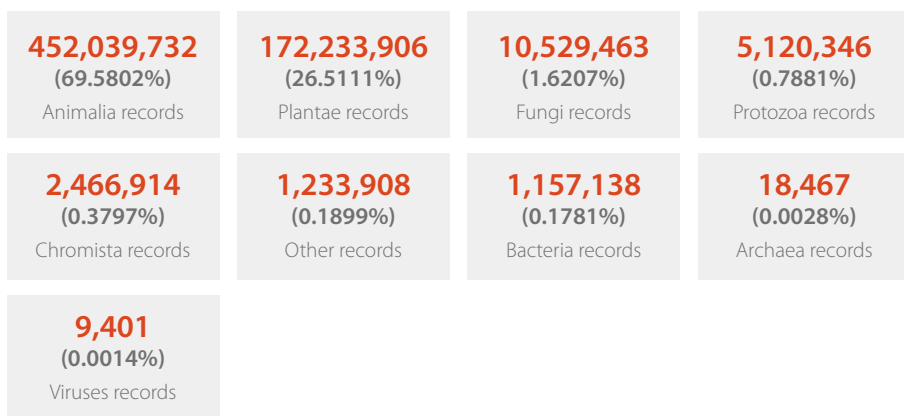 452,039,732
(69.5802%)
Animalia records
172,233,906
(26.5111%)
Plantae records
10,529,463
(1.6207%)
Fungi records
5,120,346
(0.7881%)
Protozoa records
2,466,914
(0.3797%)
Chromista records
1,233,908
(0.1899%)
Other records
1,157,138
(0.1781%)
Bacteria records
18,467
(0.0028%)
Archaea records
9,401
(0.0014%)
Viruses records